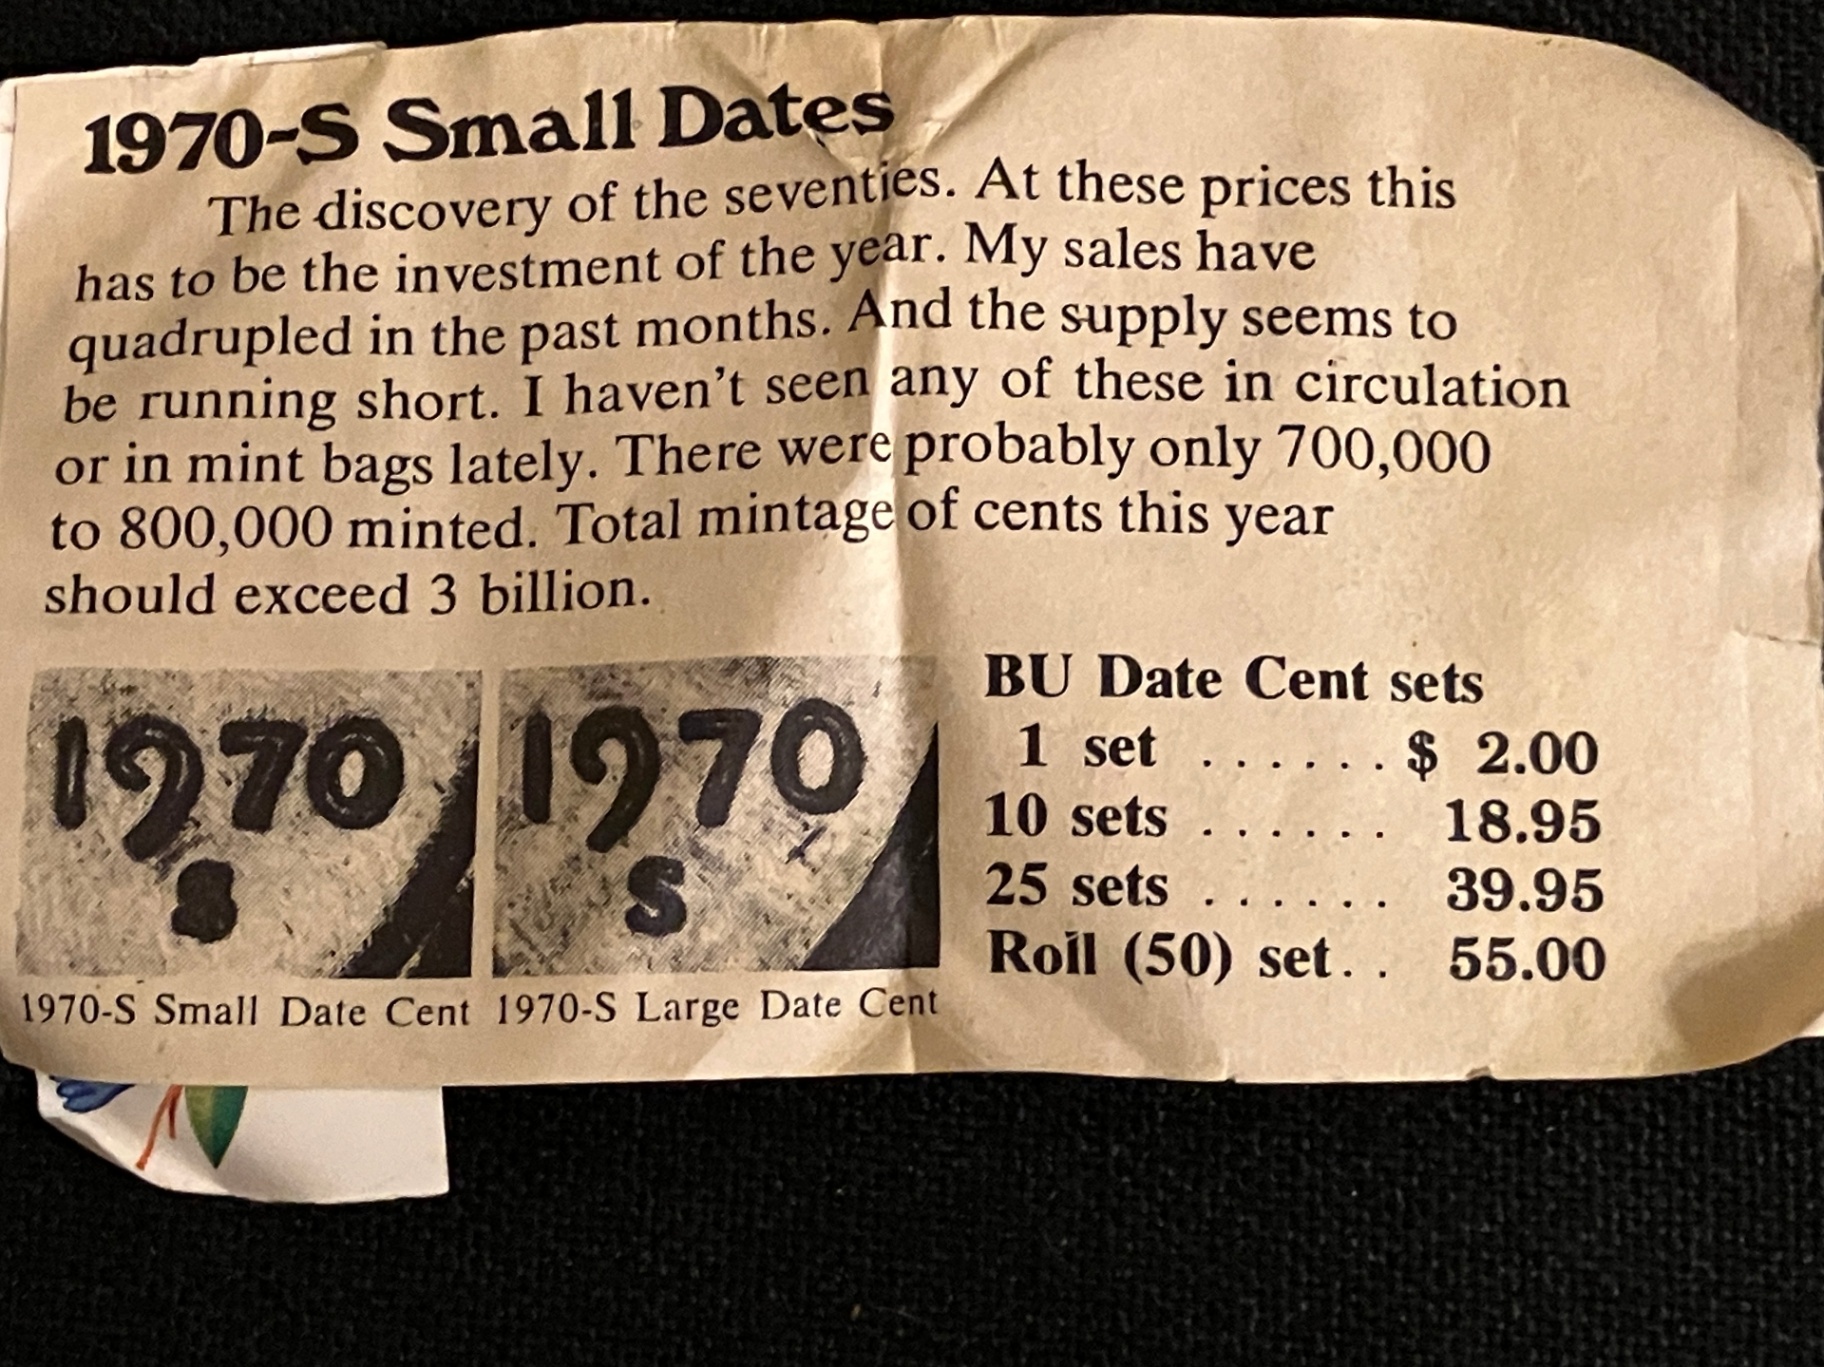 1970-S Small Dates
The discovery of the seventies. At these prices this
has to be the investment of the year. My sales have
quadrupled in the past months. And the supply seems to
be running short. I haven't seen any of these in circulation
or in mint bags lately. There were probably only 700,000
to 800,000 minted. Total mintage of cents this year
should exceed 3 billion.
1970
S
1970
S
1970-S Small Date Cent
1970-S Large Date Cent
BU Date Cent sets
1 set ...... $ 2.00
10 sets ...... 18.95
25 sets ...... 39.95
Roll (50) set.. 55.00